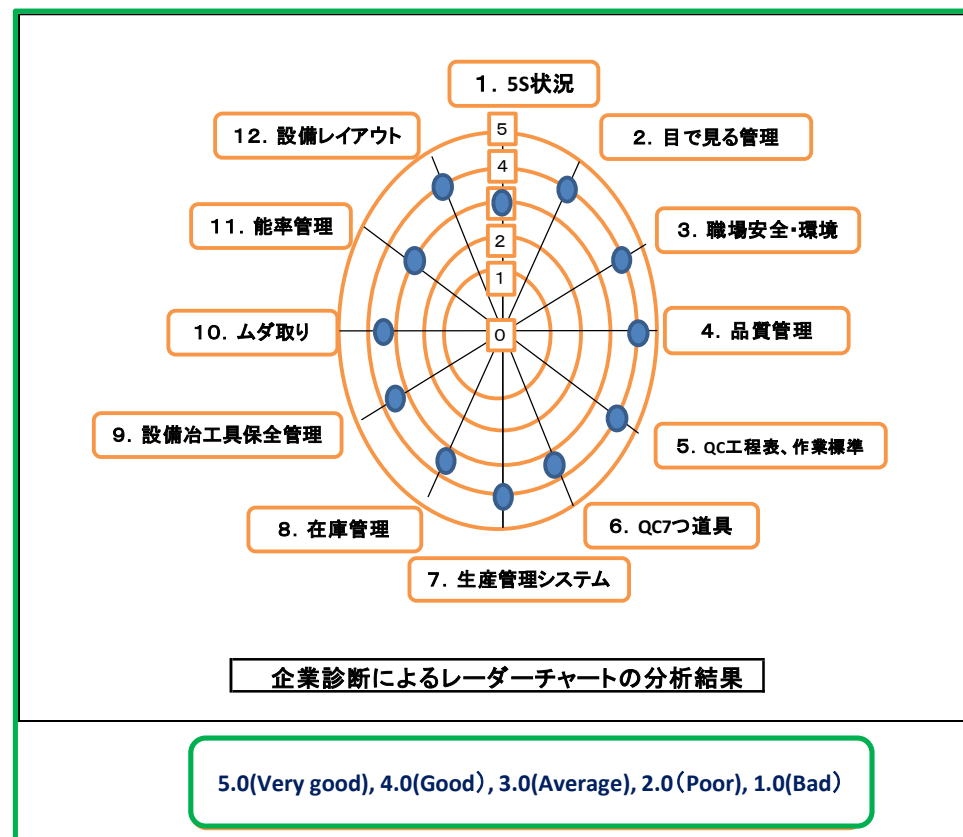 １．5S状況
12．設備レイアウト
２．目で見る管理
11．能率管理
３．職場安全・環境
10．ムダ取り
４．品質管理
９．設備冶工具保全管理
５．QC工程表、作業標準
８．在庫管理
６．QC7つ道具
７．生産管理システム
5
4
2
1
0
企業診断によるレーダーチャートの分析結果
5.0(Very good), 4.0(Good）, 3.0(Average), 2.0（Poor), 1.0(Bad）